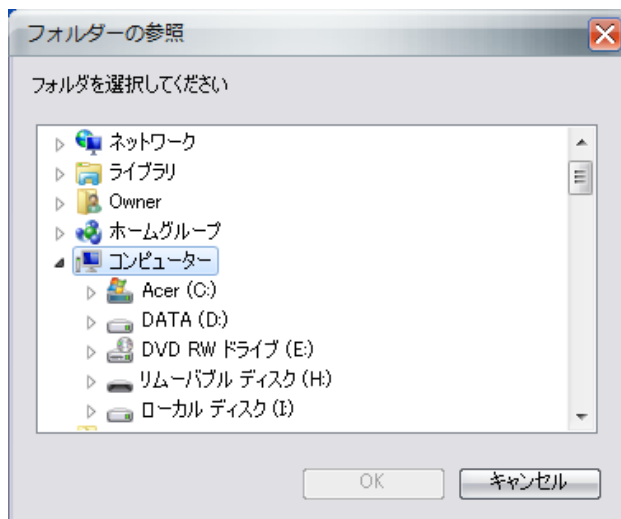 フォルダーの参照
フォルダを選択してください
ネットワーク
ライブラリ
Owner
ホームグループ
コンピューター
Acer (C:)
DATA (D:)
DVD RW ドライブ (E:)
リムーバブル ディスク (H:)
ローカル ディスク (I:)
OK
キャンセル